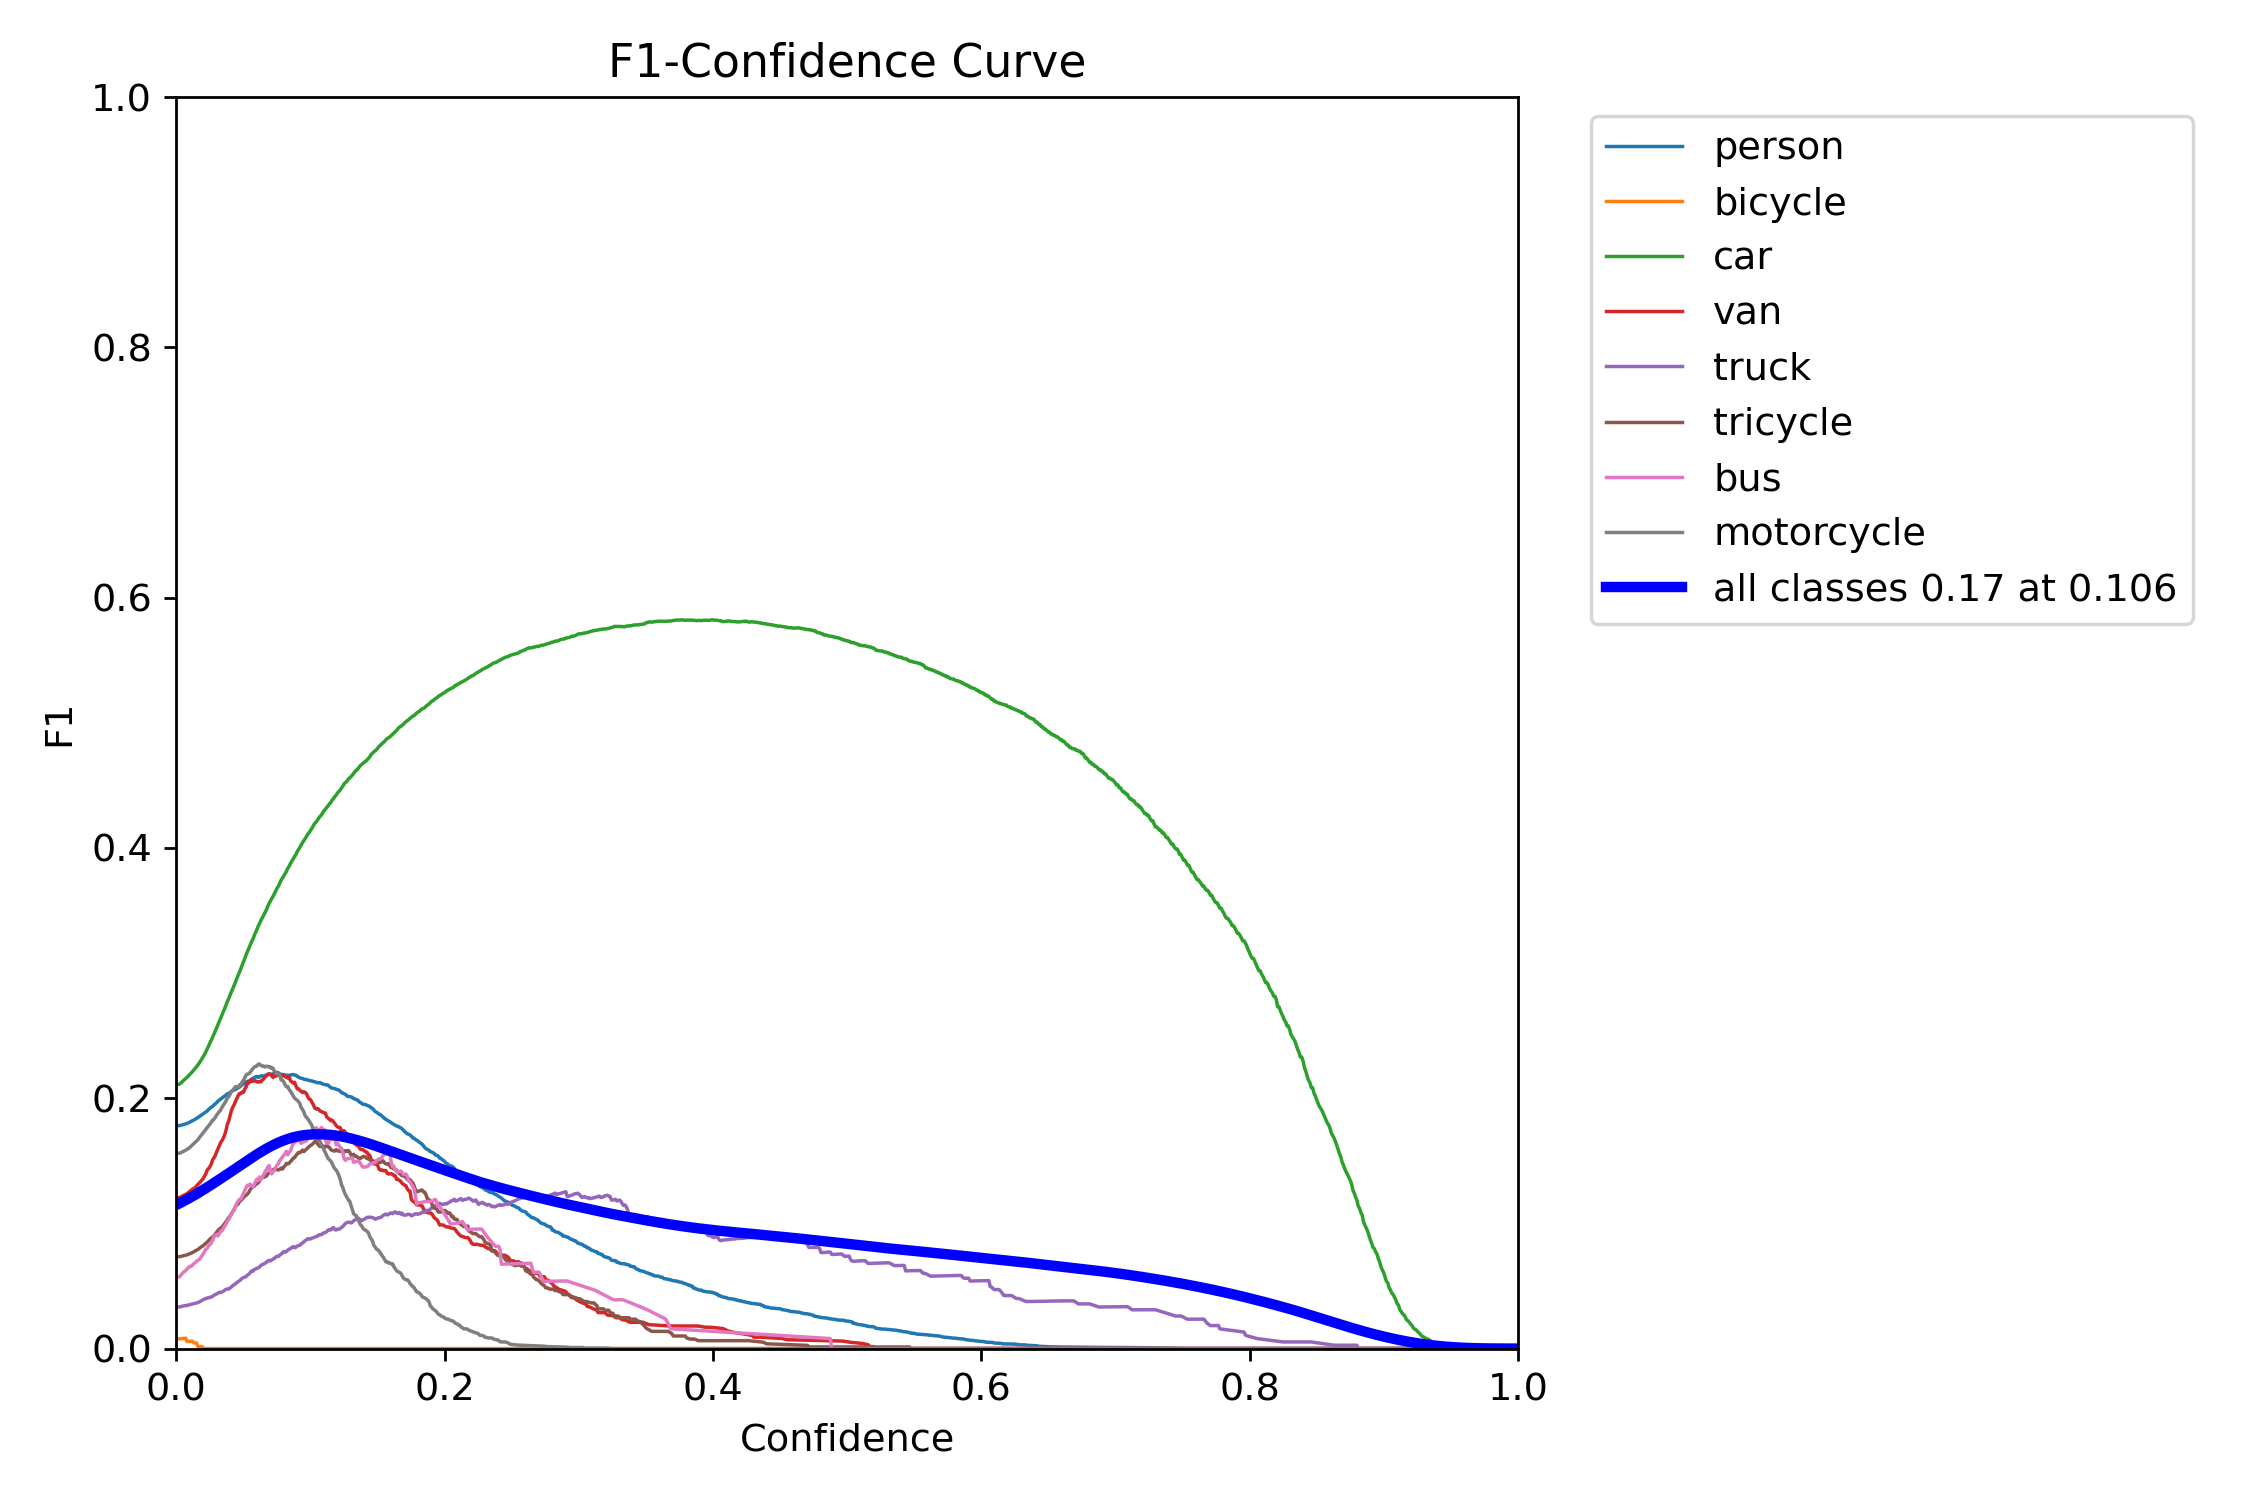 F1-Confidence Curve
1.0
0.8
0.6
0.4
0.2
0.0
F1
0.0 0.2 0.4 0.6 0.8 1.0
Confidence
person
bicycle
car
van
truck
tricycle
bus
motorcycle
all classes 0.17 at 0.106